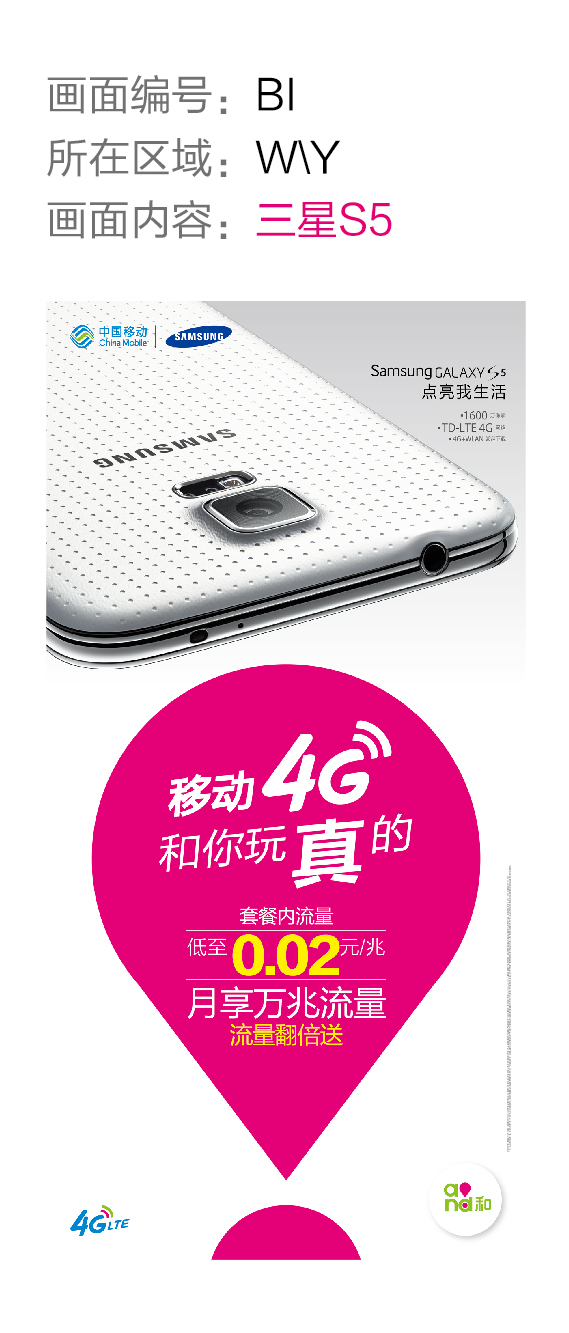 画面编号：BI
所在区域：W\Y
画面内容：三星S5
中国移动
China Mobile
SAMSUNG
Samsung GALAXY S5
点亮我生活
•1600
•TD-LTE 4G
•4G+WLAN
SAMSUNG
移动4G
和你玩真的
套餐内流量
低至0.02元/兆
月享万兆流量
流量翻倍送
4G LTE
and和